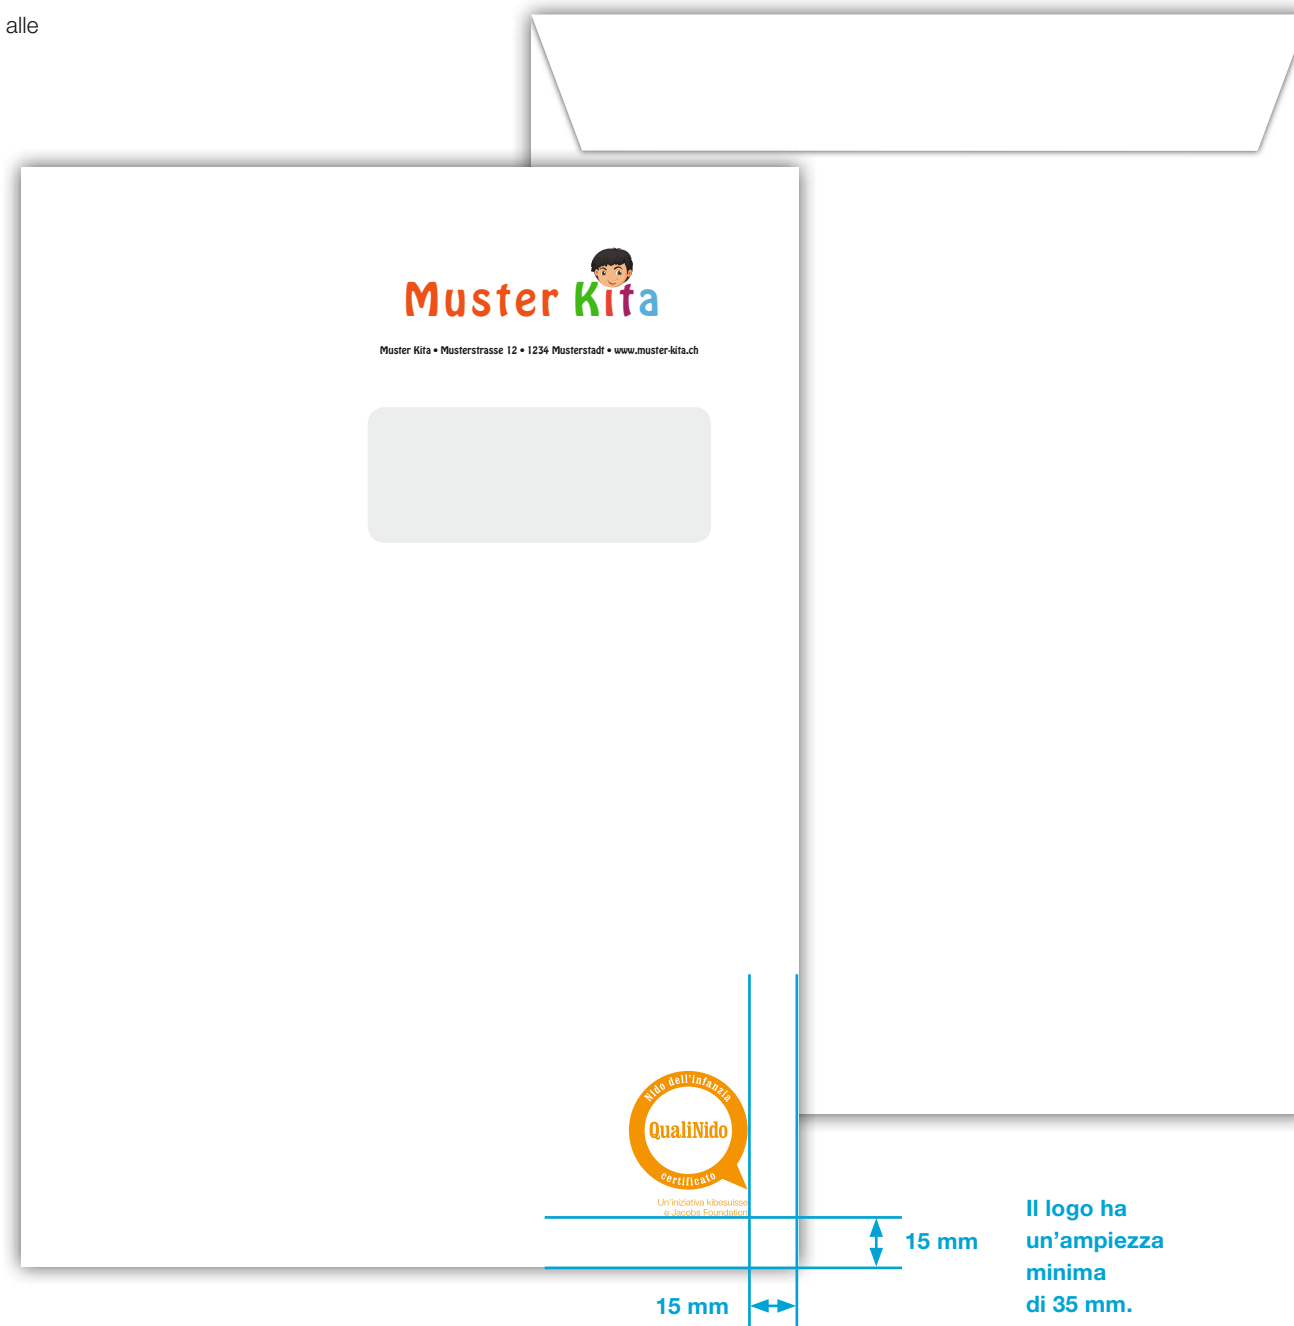 alle
Muster Kita
Muster Kita • Musterstrasse 12 • 1234 Musterstadt • www.muster-kita.ch
Nido dell'infanzia
QualiNido
certificato
Un'iniziativa kibesuisse
e Jacobs Foundation
15 mm
15 mm
Il logo ha
un'ampiezza
minima
di 35 mm.